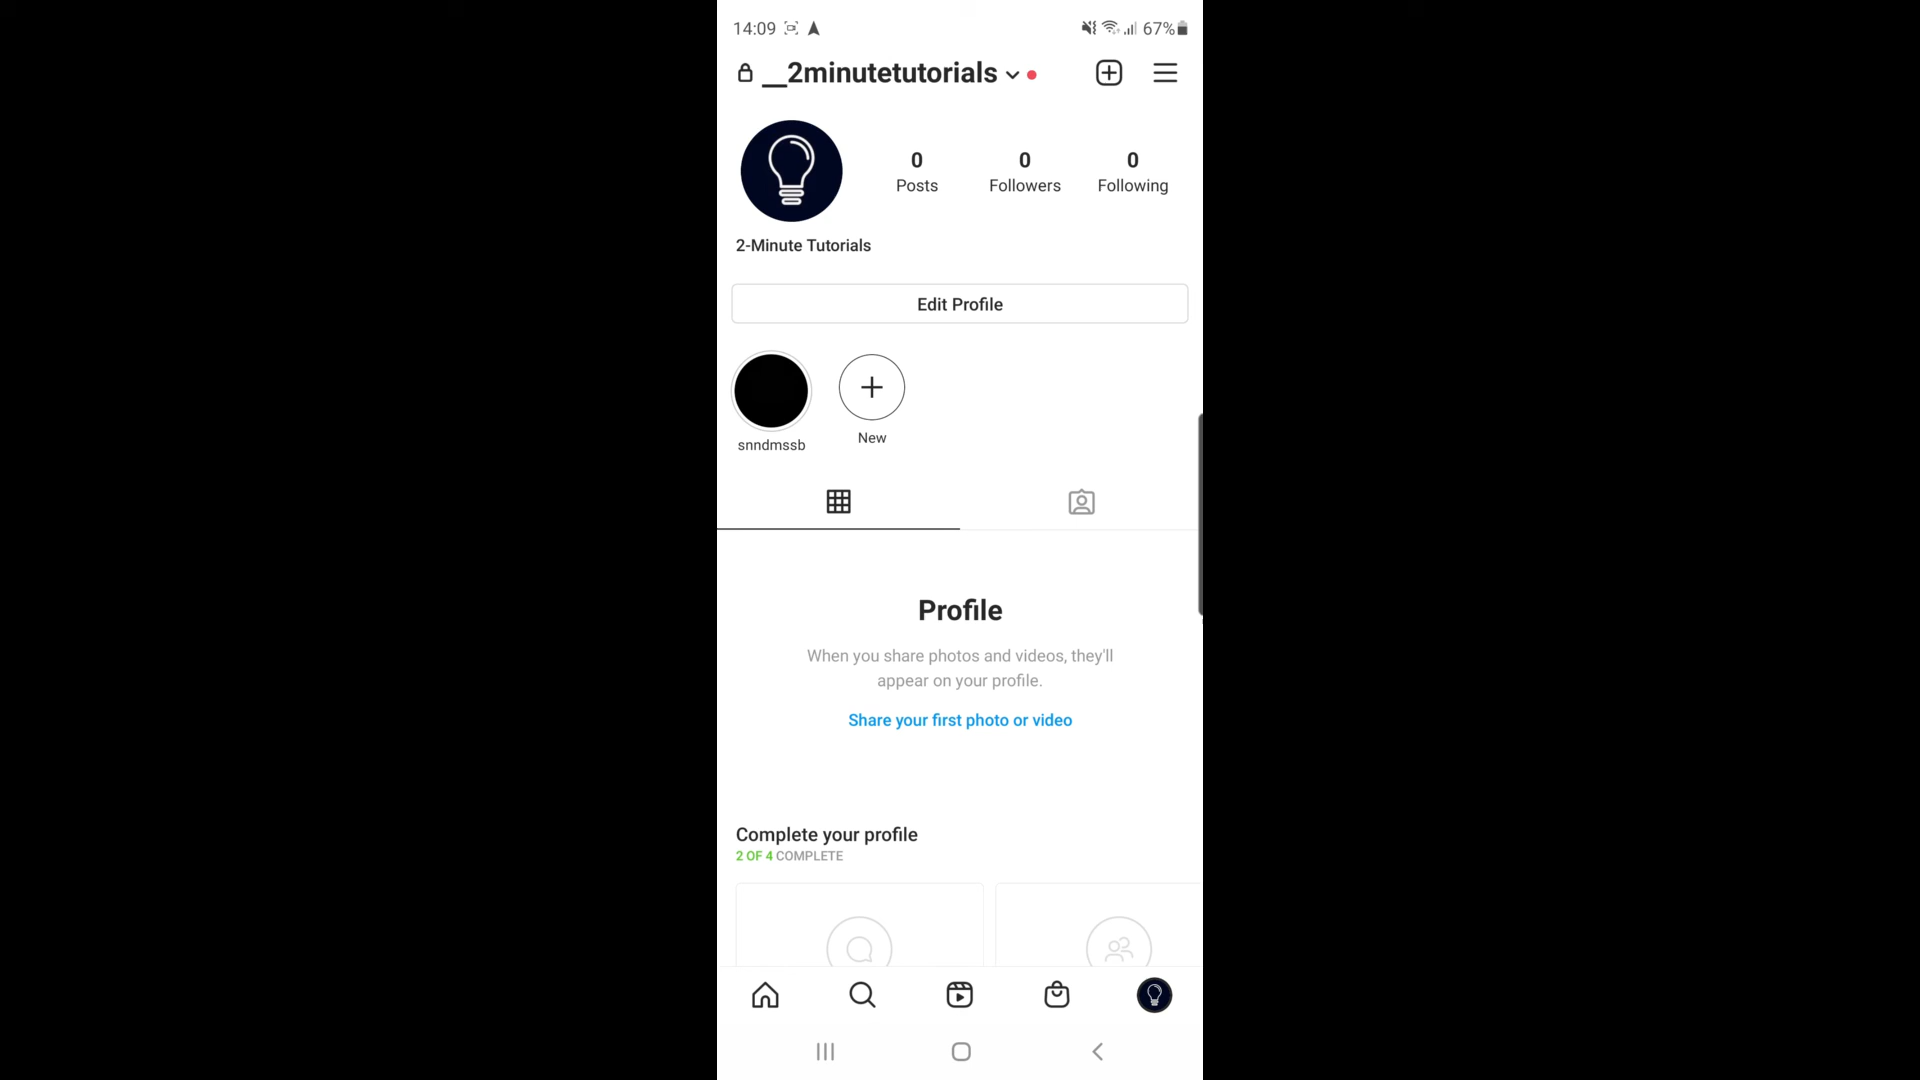 14:09 67%
__2minutetutorials
0 0 0
Posts Followers Following
2-Minute Tutorials
Edit Profile
snndmssb New
Profile
When you share photos and videos, they'll
appear on your profile.
Share your first photo or video
Complete your profile
2 OF 4 COMPLETE